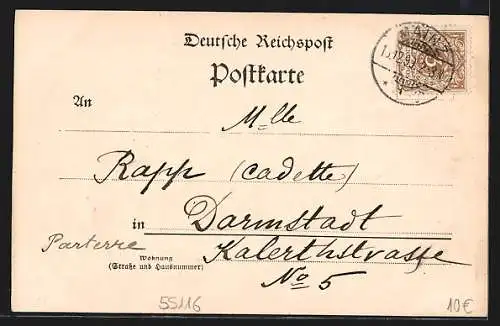 Deutsche Reichspost
Postkarte
MAINZ
An
Mlle
Rapp (cadette)
in Darmstadt
Parterre
Kalerthstrasse
Wohnung
(Straße und Hausnummer)
No 5
55116
10€